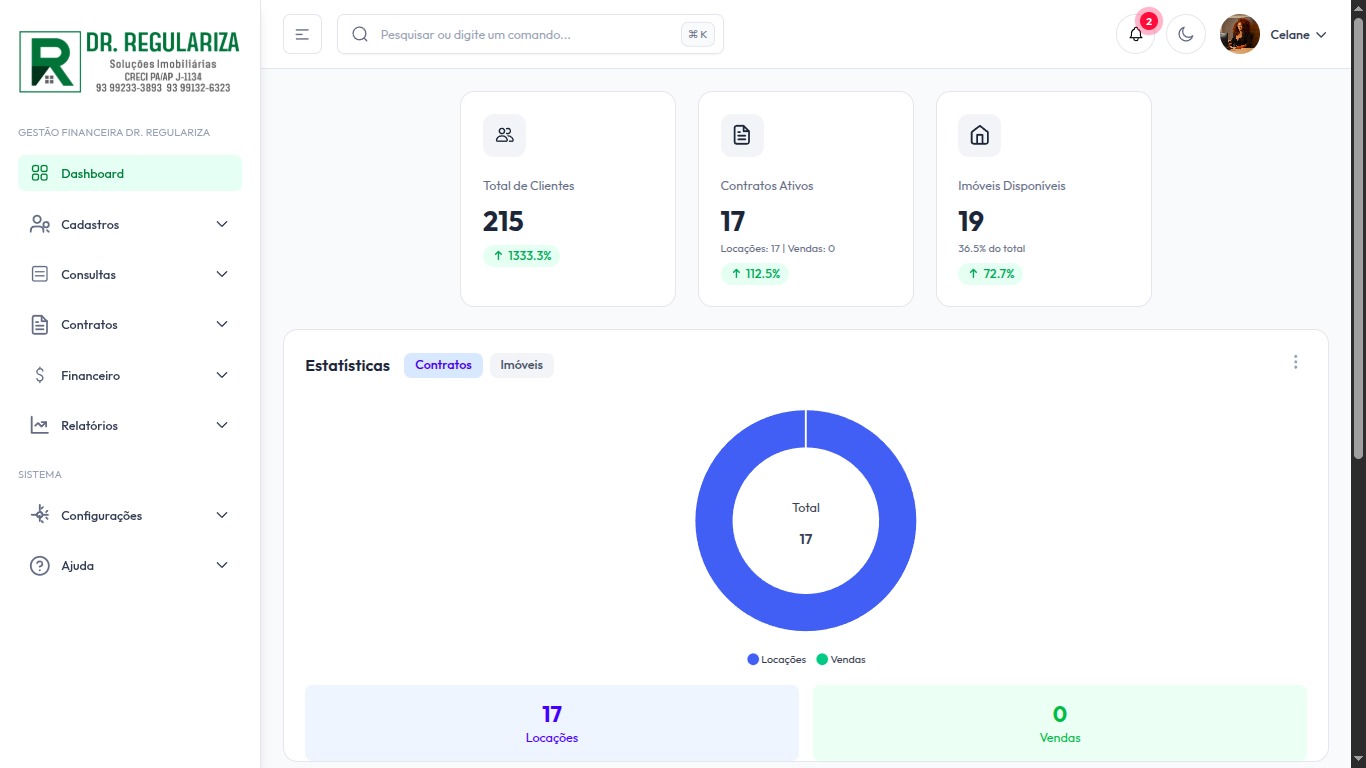 DR. REGULARIZA
Soluções Imobiliárias
CRECI PA/AP J-1134
93 99233-3893 93 99132-6323
GESTÃO FINANCEIRA DR. REGULARIZA
Dashboard
Cadastros
Consultas
Contratos
Financeiro
Relatórios
SISTEMA
Configurações
Ajuda
Pesquisar ou digite um comando...
⌘ K
2
Celane
Total de Clientes
215
↑ 1333.3%
Contratos Ativos
17
Locações: 17 | Vendas: 0
↑ 112.5%
Imóveis Disponíveis
19
36.5% do total
↑ 72.7%
Estatísticas
Contratos
Imóveis
Total
17
Locações Vendas
17
Locações
0
Vendas